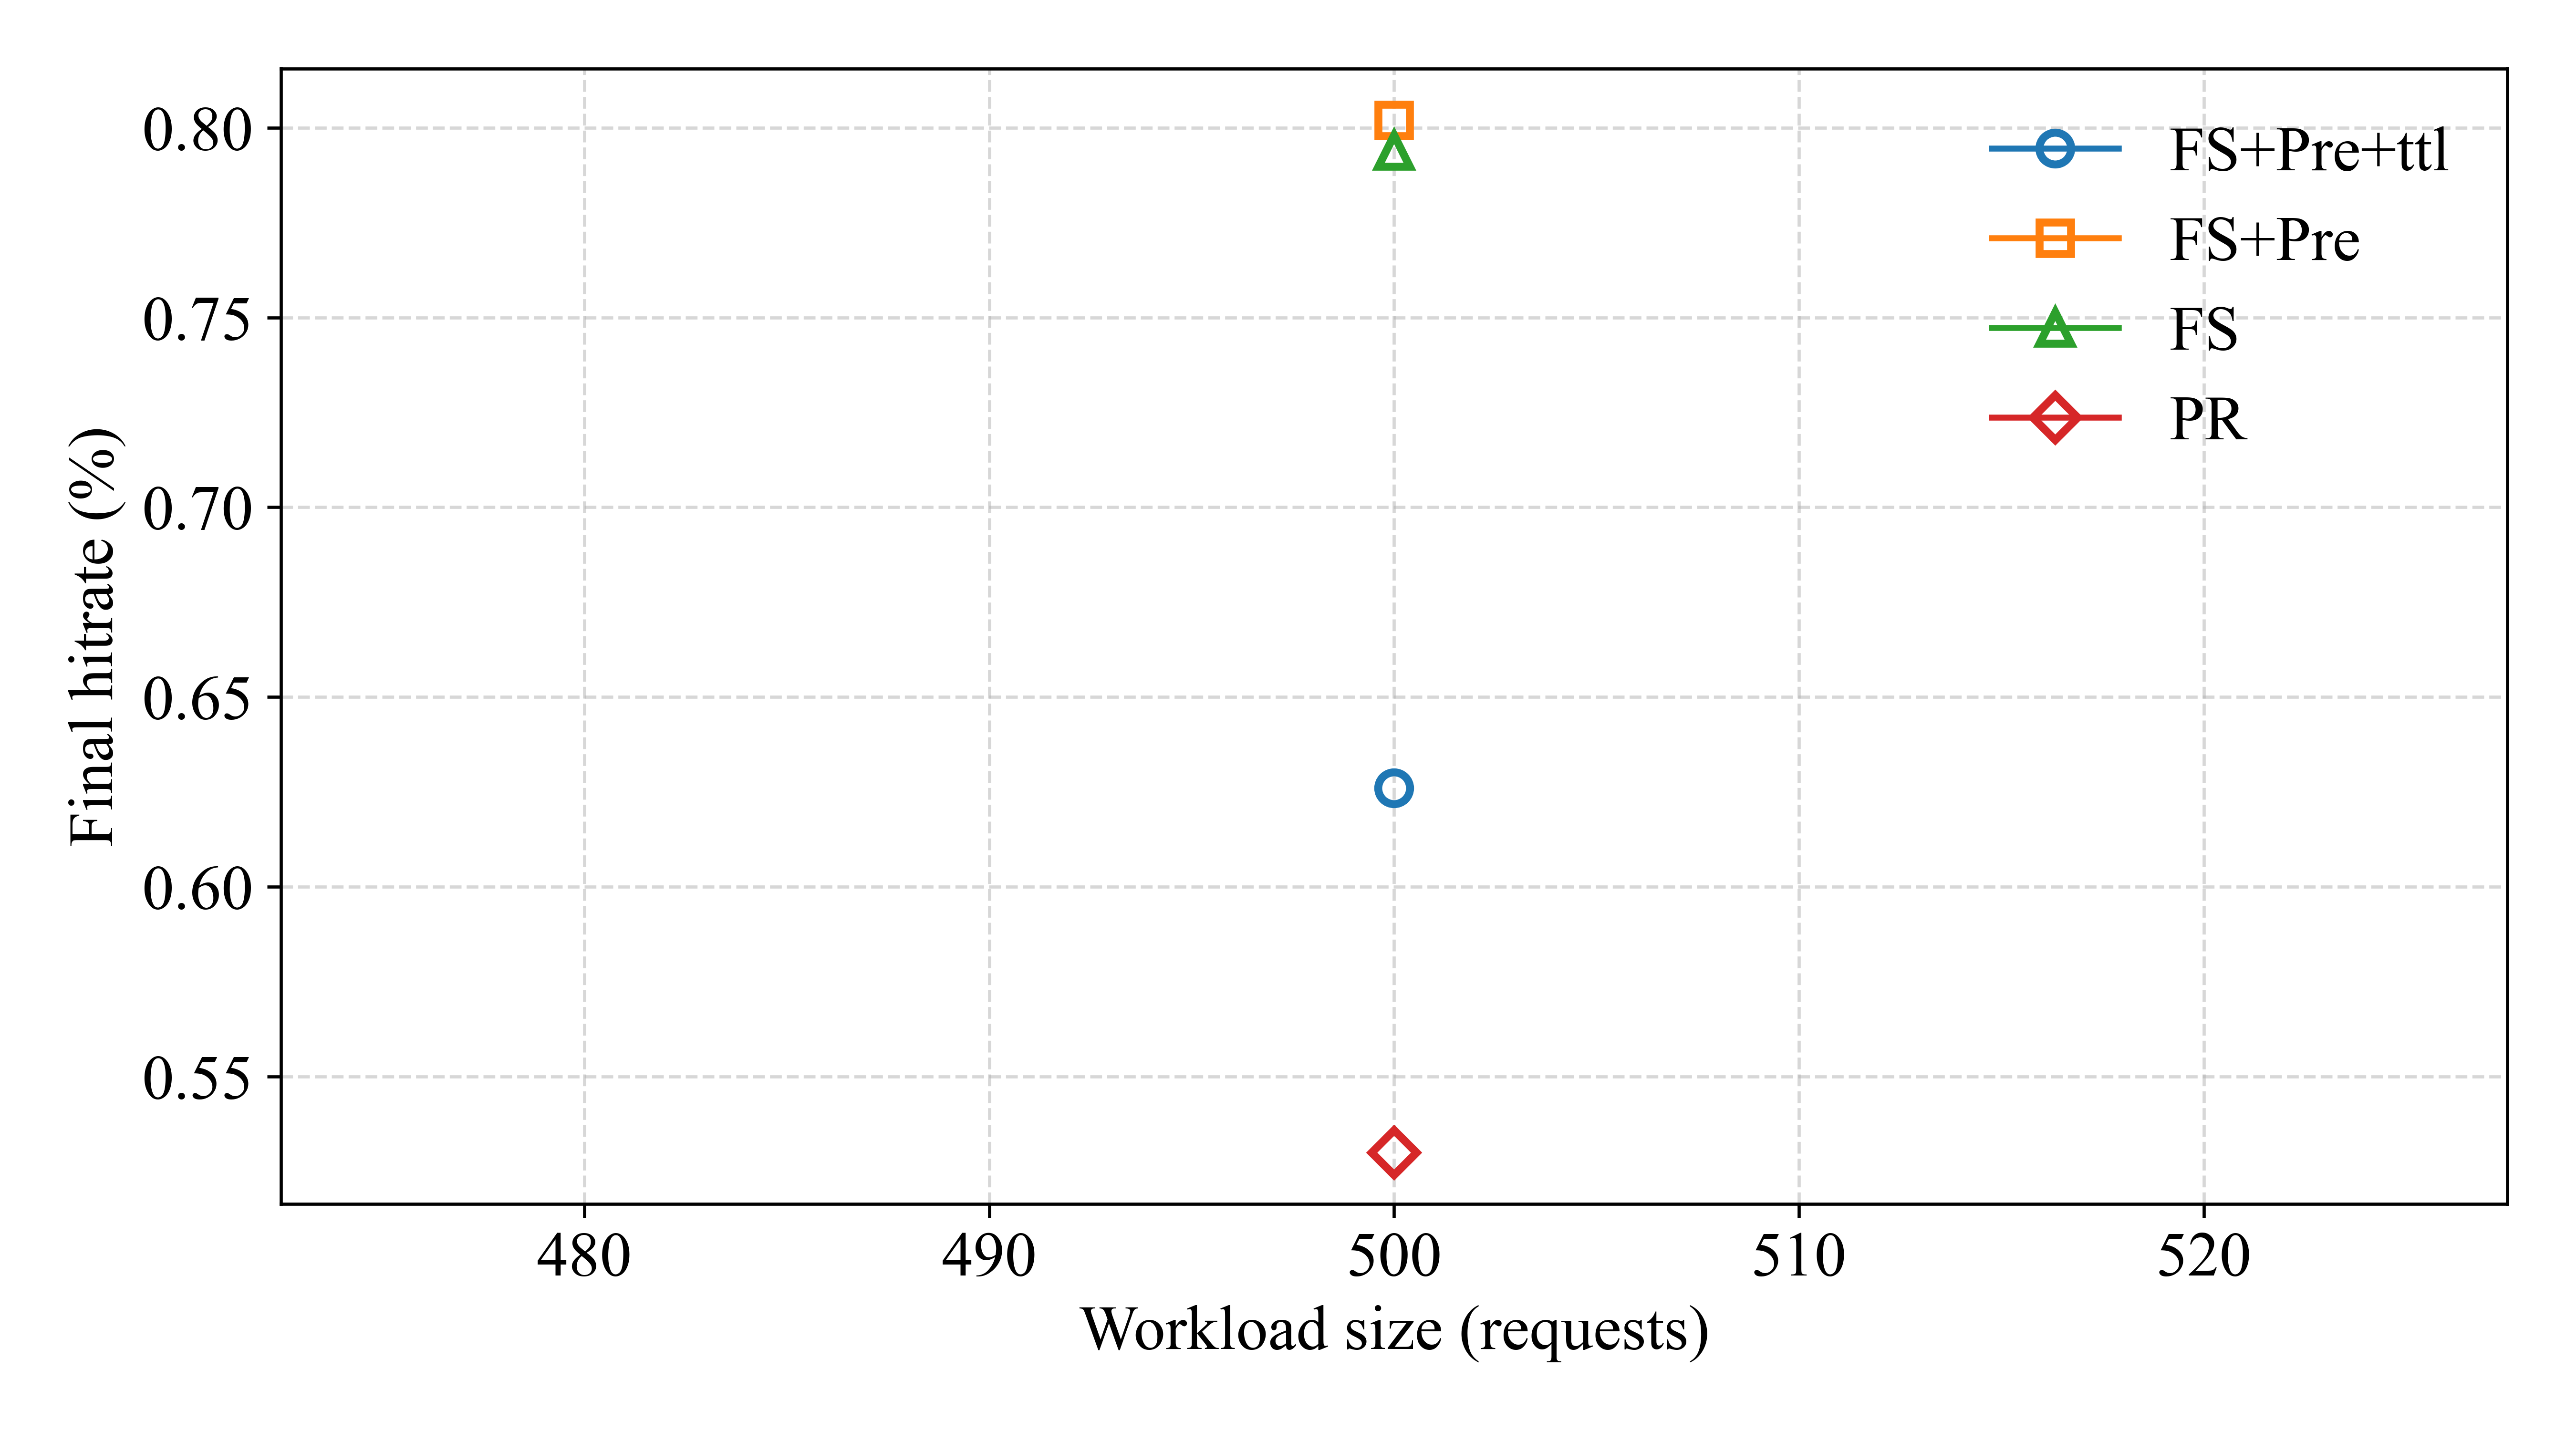 0.80
0.75
0.70
0.65
0.60
0.55
Final hitrate (%)
FS+Pre+ttl
FS+Pre
FS
PR
480 490 500 510 520
Workload size (requests)